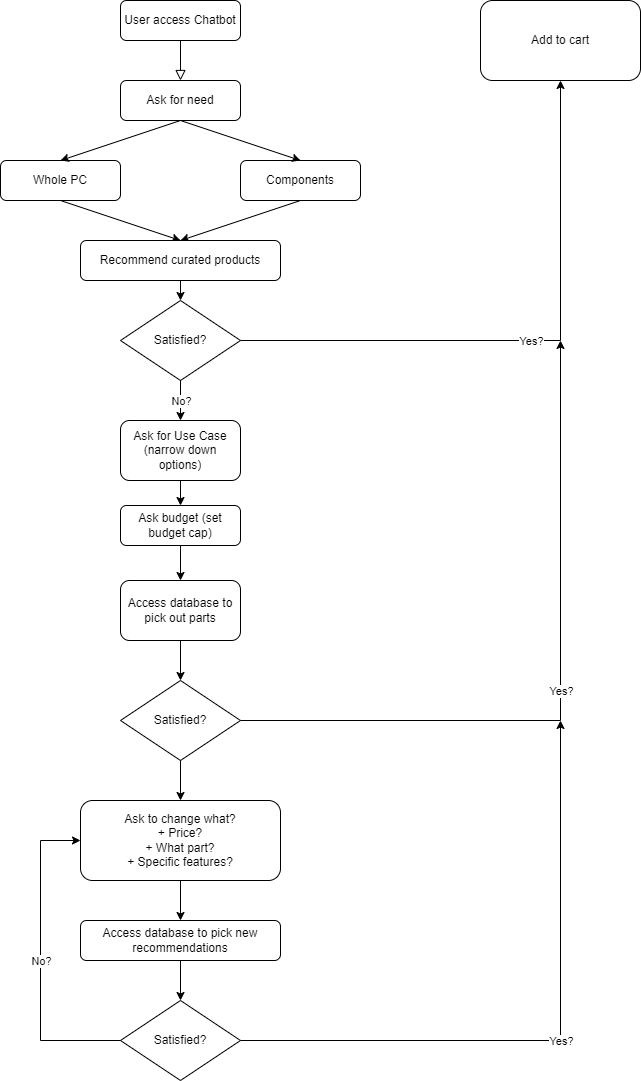 User access Chatbot
Add to cart
Ask for need
Whole PC
Components
Recommend curated products
Satisfied?
Yes?
No?
Ask for Use Case
(narrow down
options)
Ask budget (set
budget cap)
Access database to
pick out parts
Yes?
Satisfied?
Ask to change what?
+ Price?
+ What part?
+ Specific features?
Access database to pick new
recommendations
No?
Satisfied?
Yes?